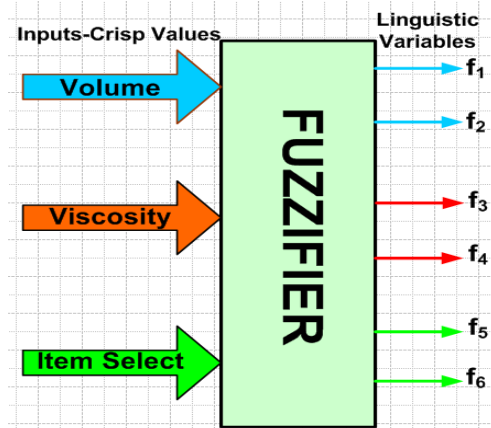 Inputs-Crisp Values
Linguistic
Variables
Volume
Viscosity
Item Select
FUZZIFIER
f₁
f₂
f₃
f₄
f₅
f₆